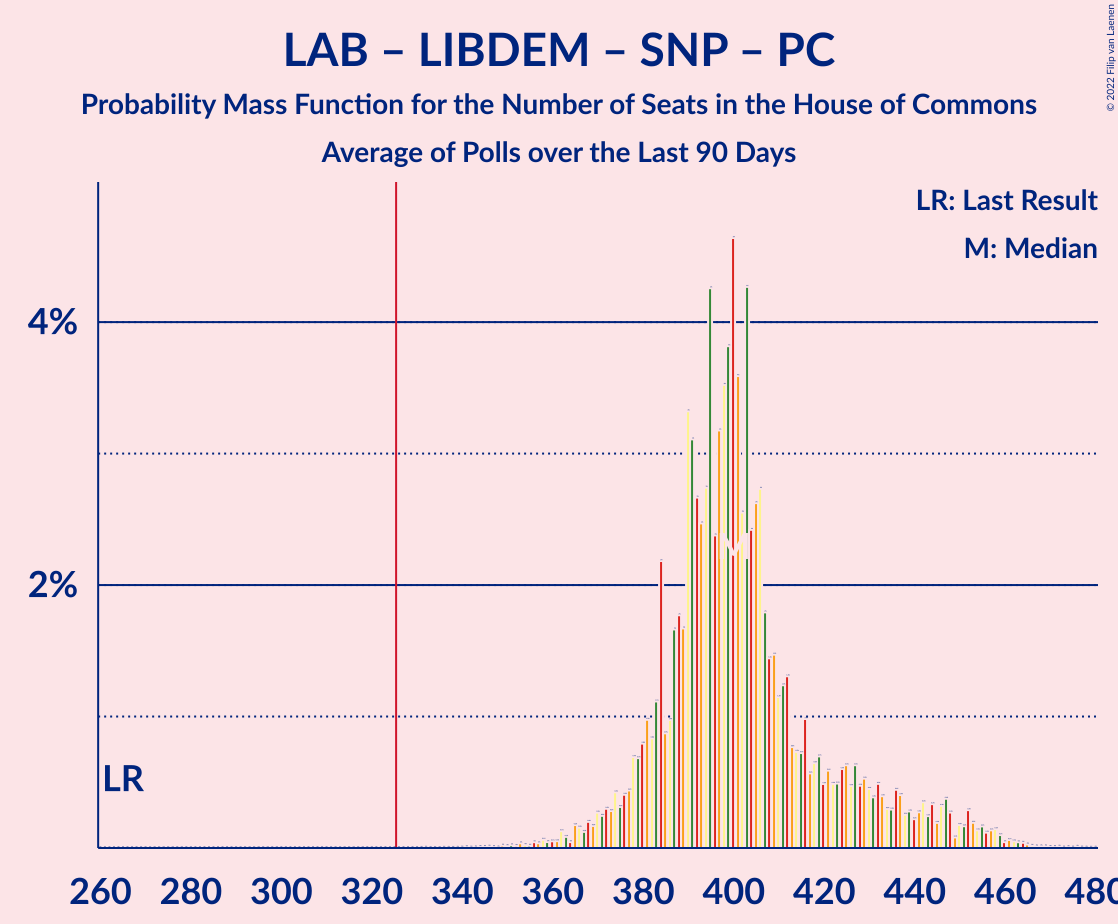 LAB – LIBDEM – SNP – PC
Probability Mass Function for the Number of Seats in the House of Commons
Average of Polls over the Last 90 Days
© 2022 Filip van Laenen
LR: Last Result
M: Median
4%
2%
LR
260 280 300 320 340 360 380 400 420 440 460 480